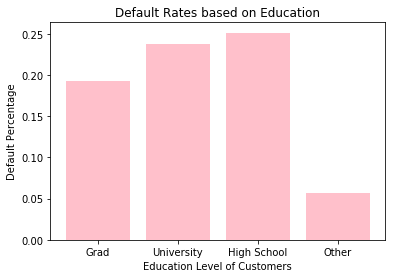 Default Rates based on Education
Default Percentage
0.25
0.20
0.15
0.10
0.05
0.00
Grad University High School Other
Education Level of Customers